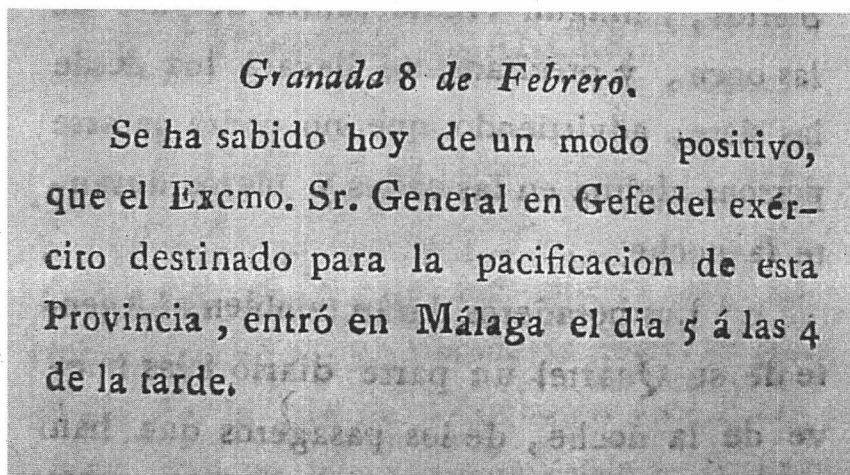 Granada 8 de Febrero.
Se ha sabido hoy de un modo positivo,
que el Excmo. Sr. General en Gefe del exér-
cito destinado para la pacificacion de esta
Provincia, entró en Málaga el dia 5 á las 4
de la tarde.